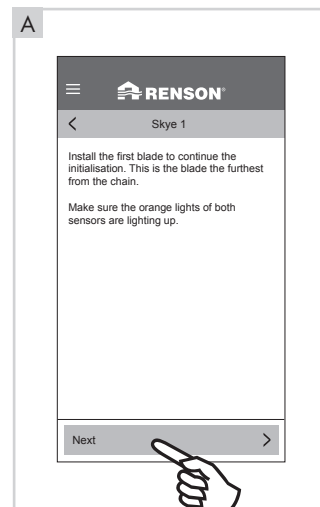 A
RENSON®
Skye 1
Install the first blade to continue the
initialisation. This is the blade the furthest
from the chain.
Make sure the orange lights of both
sensors are lighting up.
Next